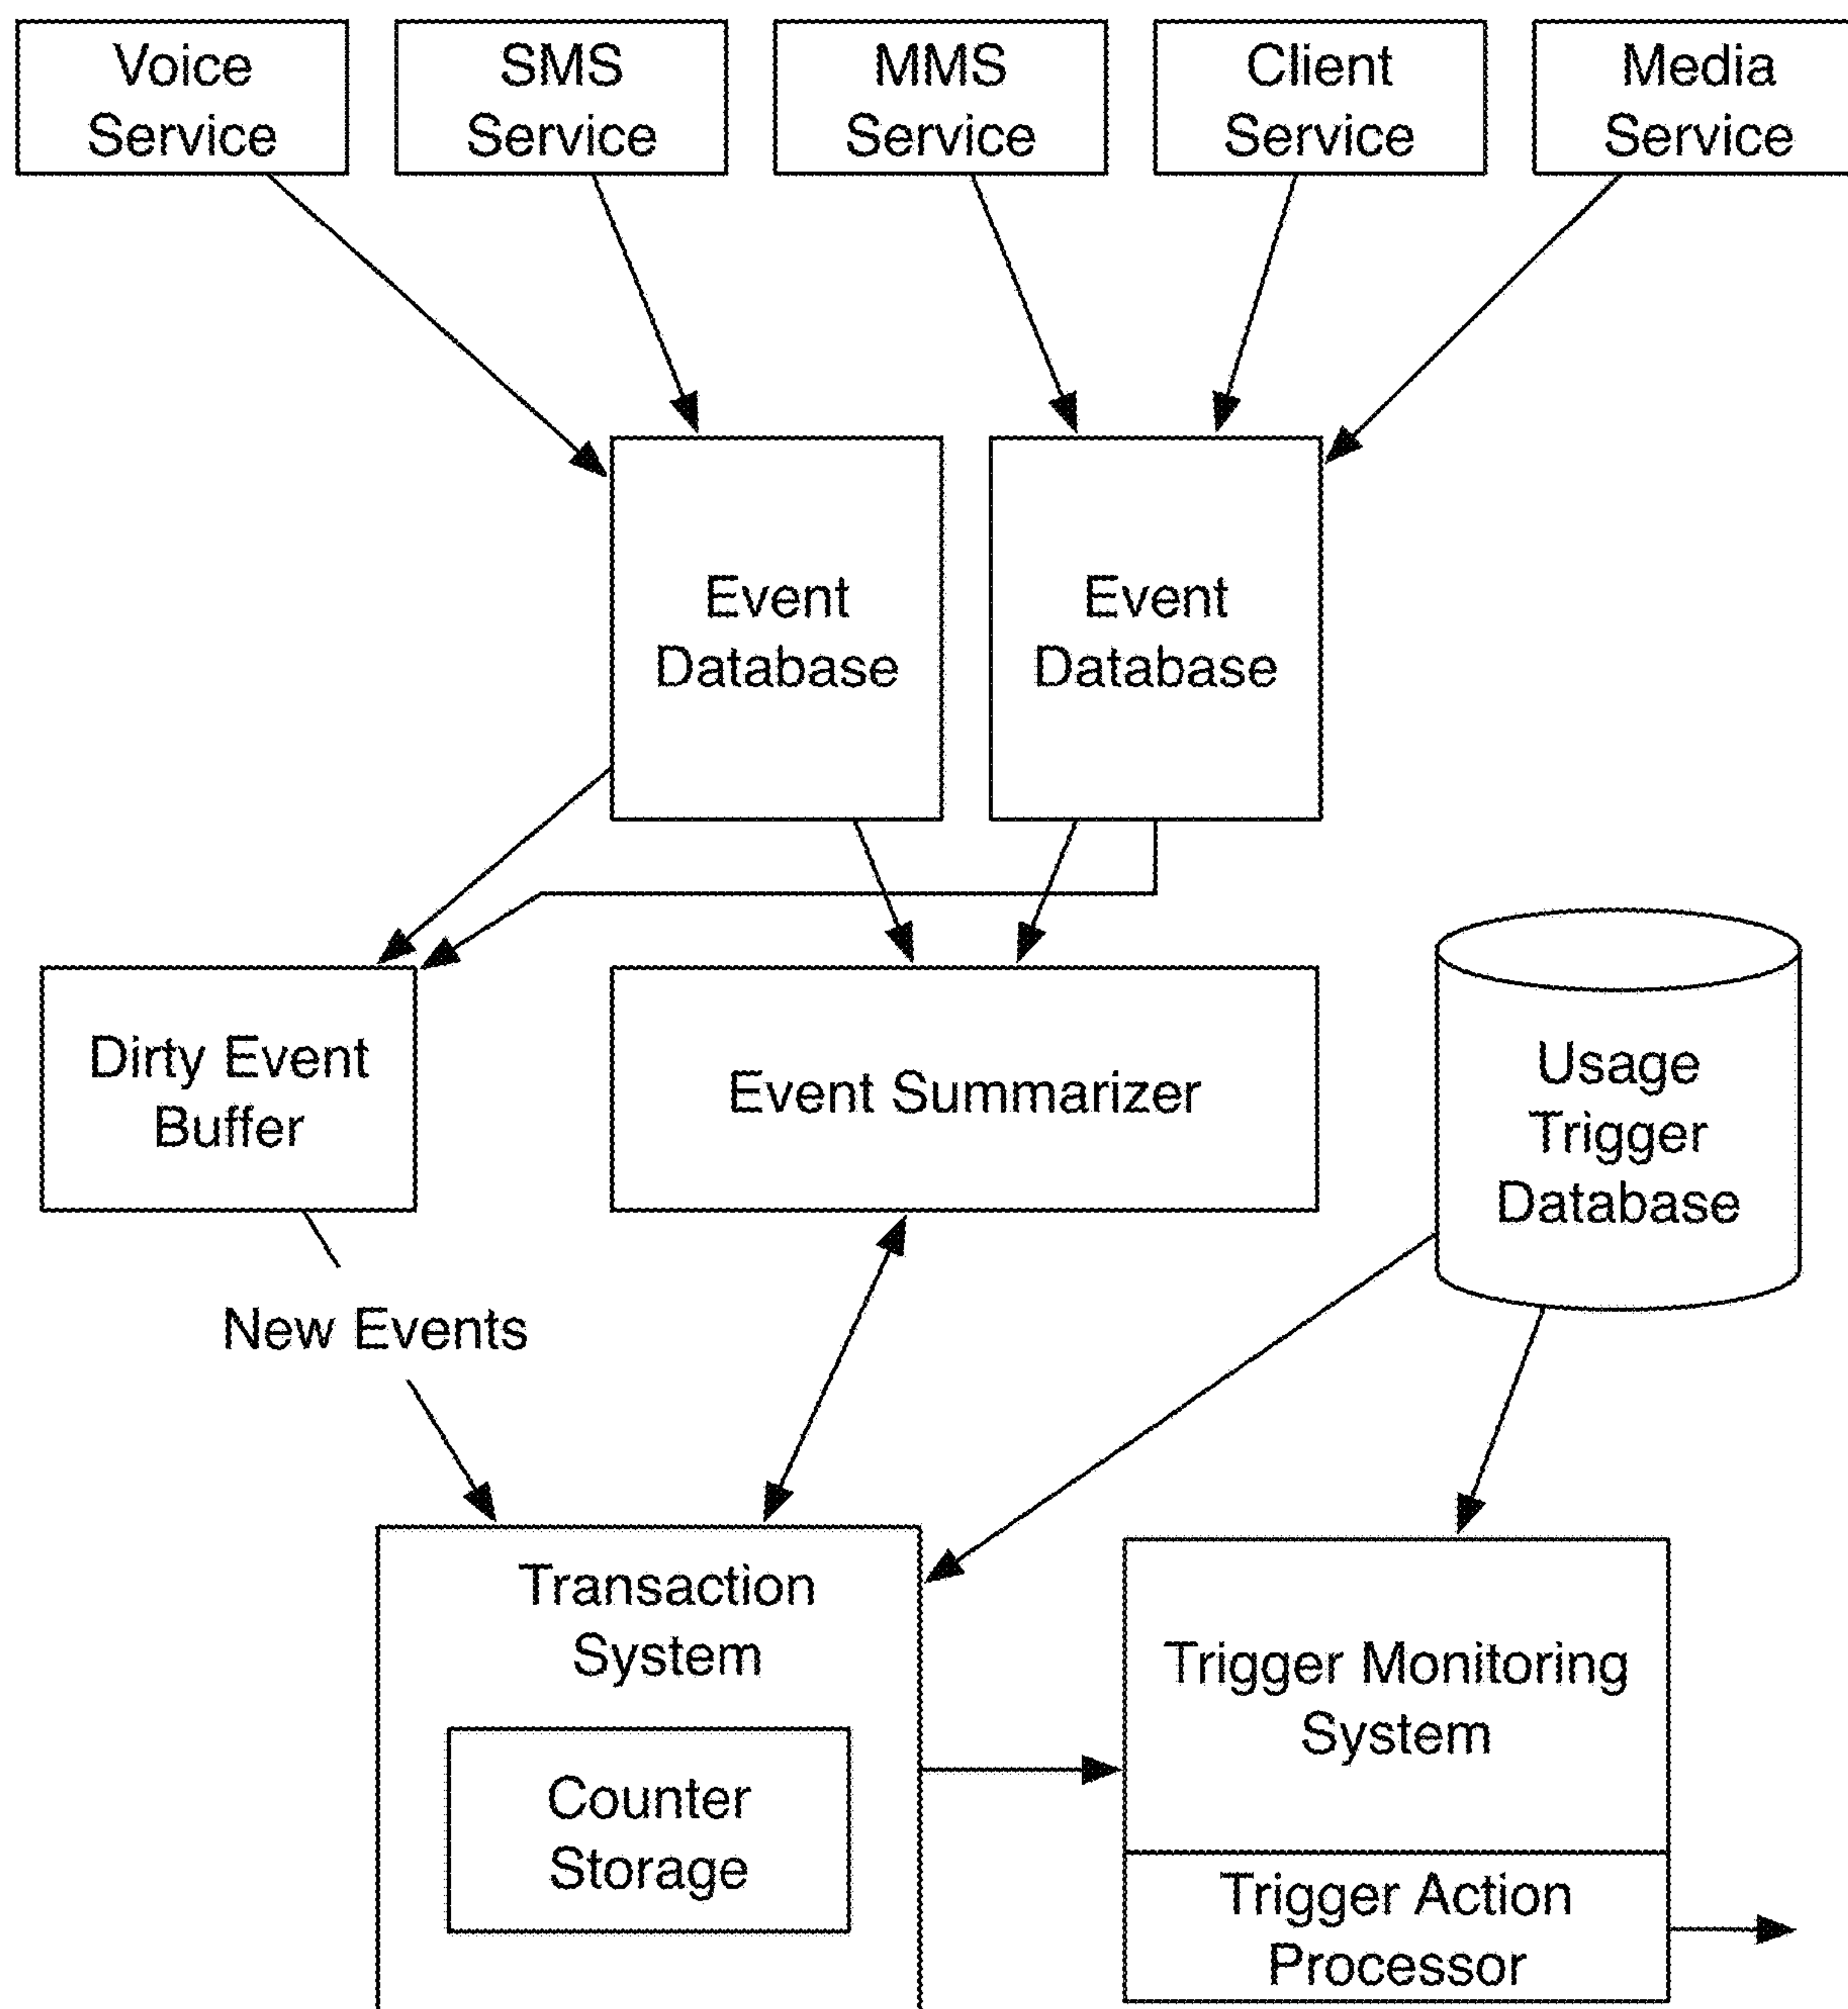 Voice
Service
SMS
Service
MMS
Service
Client
Service
Media
Service
Event
Database
Event
Database
Dirty Event
Buffer
Event Summarizer
Usage
Trigger
Database
New Events
Transaction
System
Counter
Storage
Trigger Monitoring
System
Trigger Action
Processor